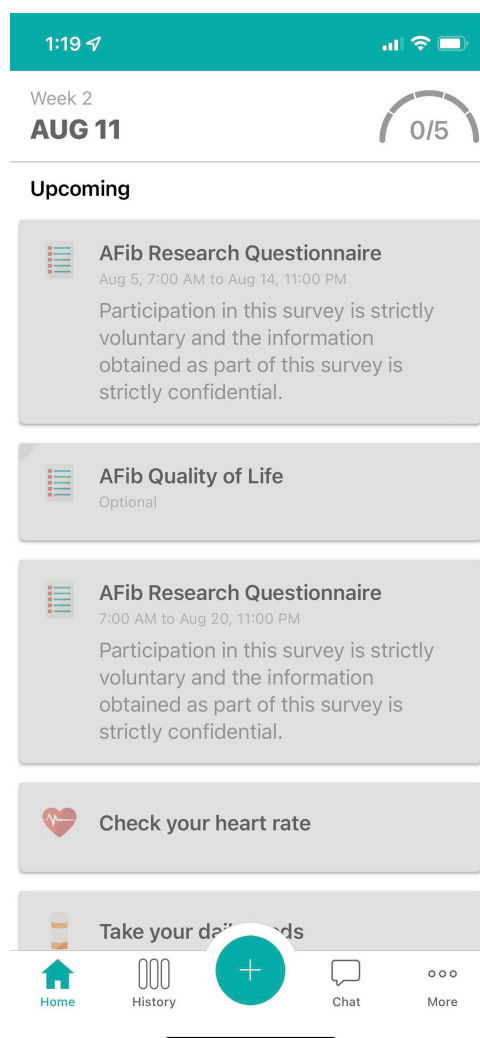 1:19
Week 2
AUG 11
0/5
Upcoming
AFib Research Questionnaire
Aug 5, 7:00 AM to Aug 14, 11:00 PM
Participation in this survey is strictly
voluntary and the information
obtained as part of this survey is
strictly confidential.
AFib Quality of Life
Optional
AFib Research Questionnaire
7:00 AM to Aug 20, 11:00 PM
Participation in this survey is strictly
voluntary and the information
obtained as part of this survey is
strictly confidential.
Check your heart rate
Take your
Home
History
Chat
More